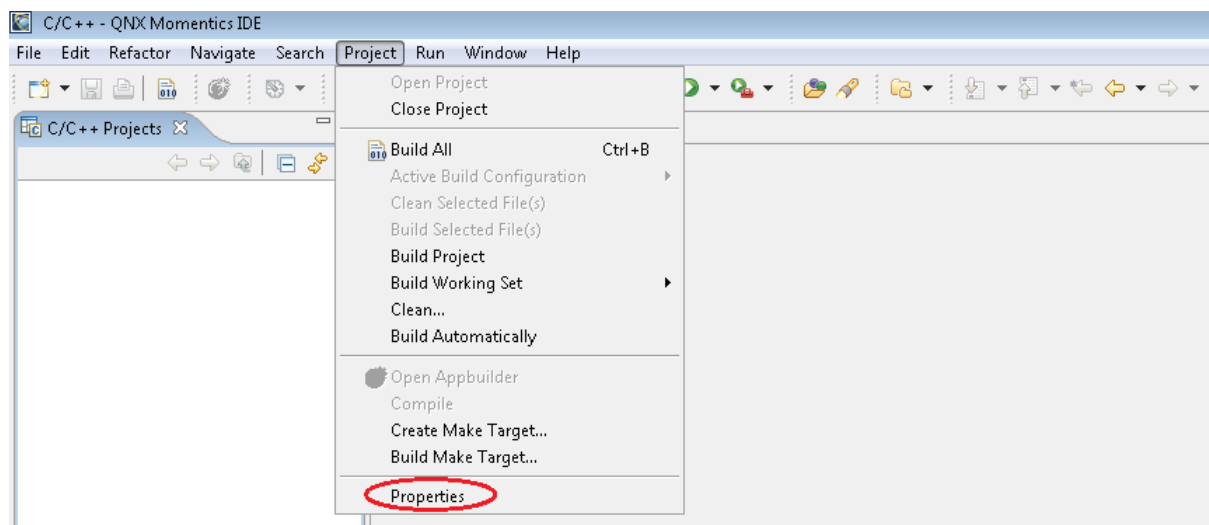 C/C++ - QNX Momentics IDE
File Edit Refactor Navigate Search Project Run Window Help
010
C/C++ Projects
Open Project
Close Project
010 Build All Ctrl+B
Active Build Configuration
Clean Selected File(s)
Build Selected File(s)
Build Project
Build Working Set
Clean...
Build Automatically
Open Appbuilder
Compile
Create Make Target...
Build Make Target...
Properties